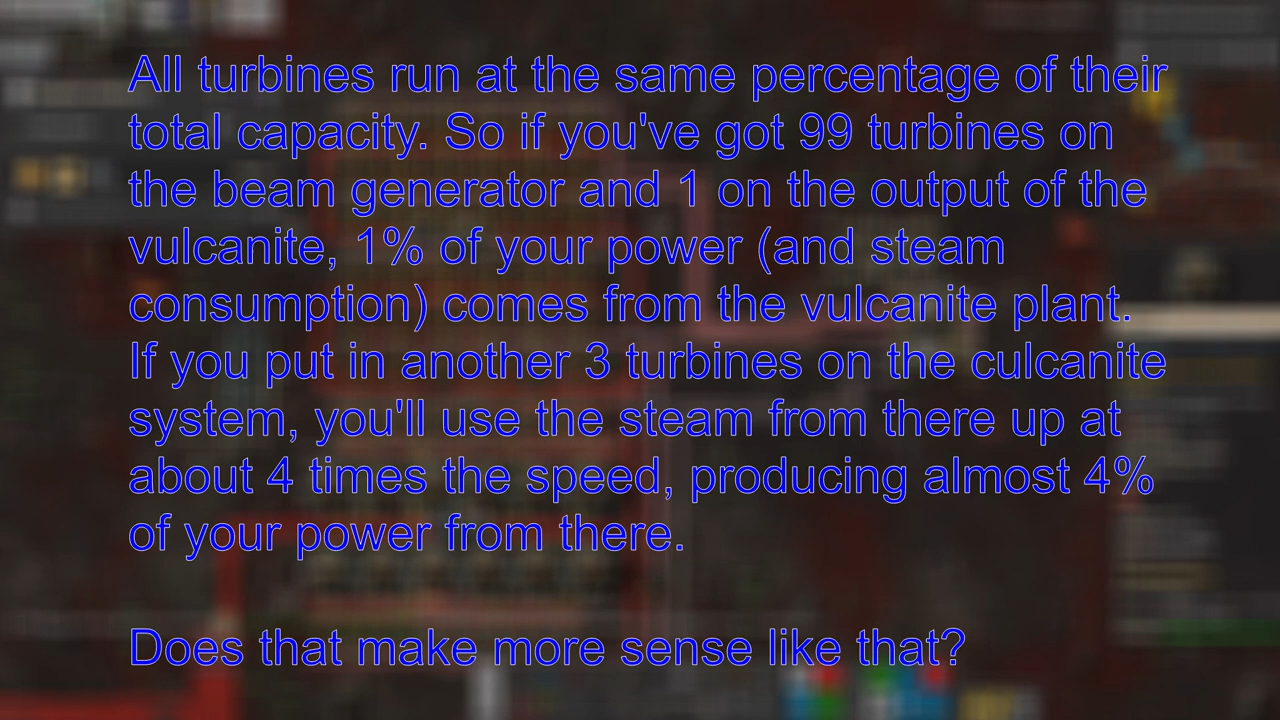 All turbines run at the same percentage of their
total capacity. So if you've got 99 turbines on
the beam generator and 1 on the output of the
vulcanite, 1% of your power (and steam
consumption) comes from the vulcanite plant.
If you put in another 3 turbines on the culcanite
system, you'll use the steam from there up at
about 4 times the speed, producing almost 4%
of your power from there.
Does that make more sense like that?